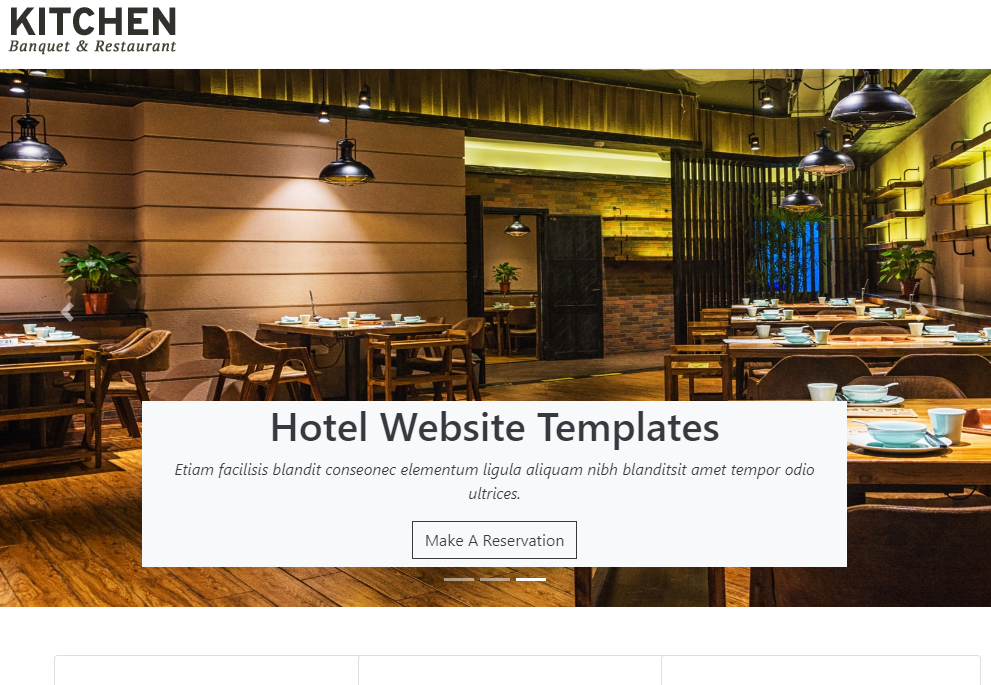 KITCHEN
Banquet & Restaurant
Hotel Website Templates
Etiam facilisis blandit conseonec elementum ligula aliquam nibh blanditsit amet tempor odio
ultrices.
Make A Reservation